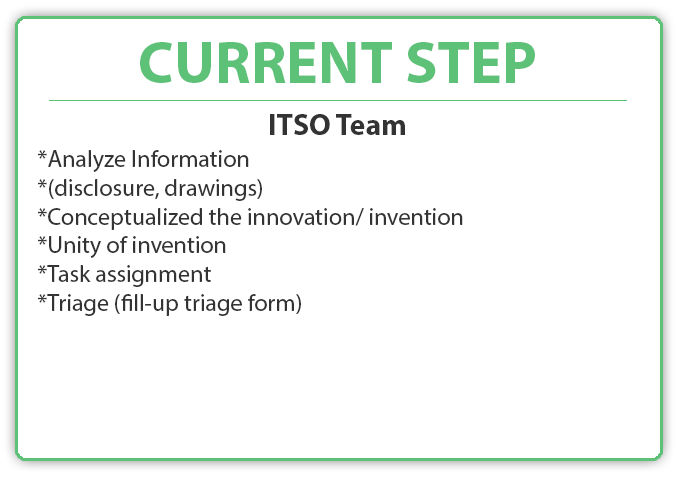 CURRENT STEP
ITSO Team
*Analyze Information
*(disclosure, drawings)
*Conceptualized the innovation/ invention
*Unity of invention
*Task assignment
*Triage (fill-up triage form)